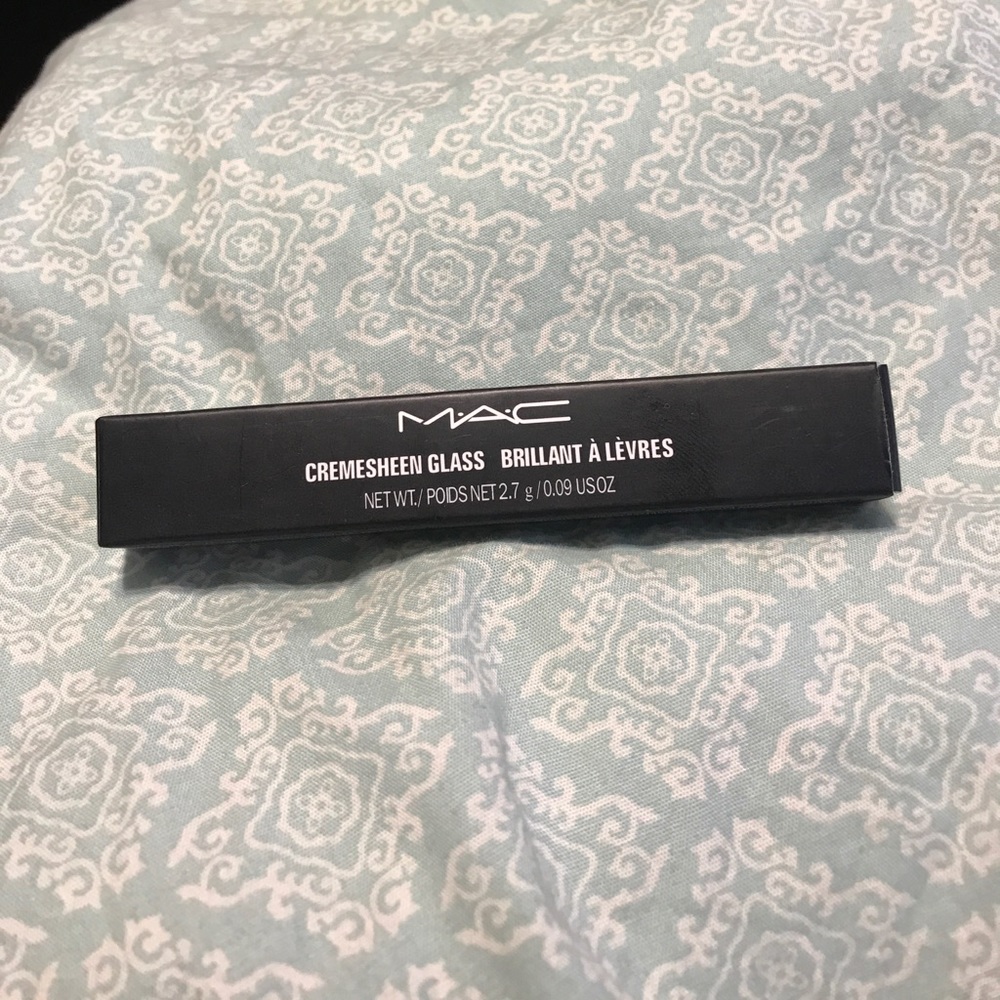 M·A·C
CREMESHEEN GLASS BRILLANT À LÈVRES
NET WT./ POIDS NET 2.7 g / 0.09 US OZ